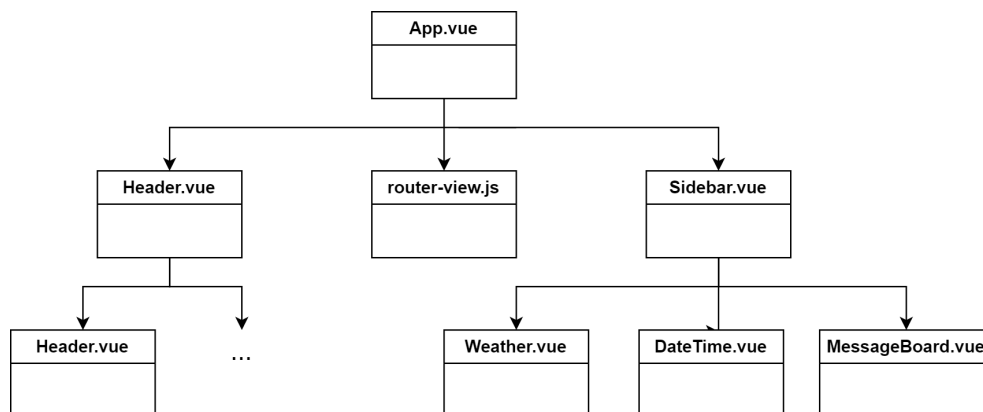 App.vue
Header.vue
router-view.js
Sidebar.vue
Header.vue
...
Weather.vue
DateTime.vue
MessageBoard.vue